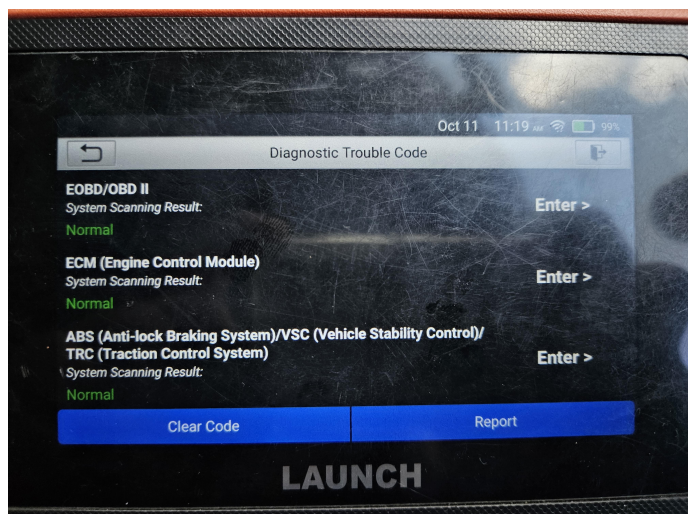 Oct 11 11:19 AM 99%
Diagnostic Trouble Code
EOBD/OBD II
System Scanning Result:
Enter >
Normal
ECM (Engine Control Module)
System Scanning Result:
Enter >
Normal
ABS (Anti-lock Braking System)/VSC (Vehicle Stability Control)/
TRC (Traction Control System)
Enter >
System Scanning Result:
Normal
Clear Code
Report
LAUNCH